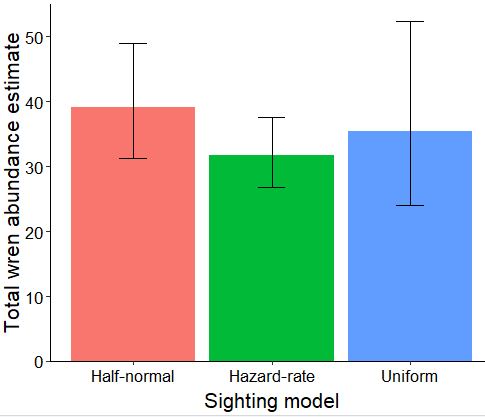 Total wren abundance estimate
50
40
30
20
10
0
Half-normal Hazard-rate Uniform
Sighting model